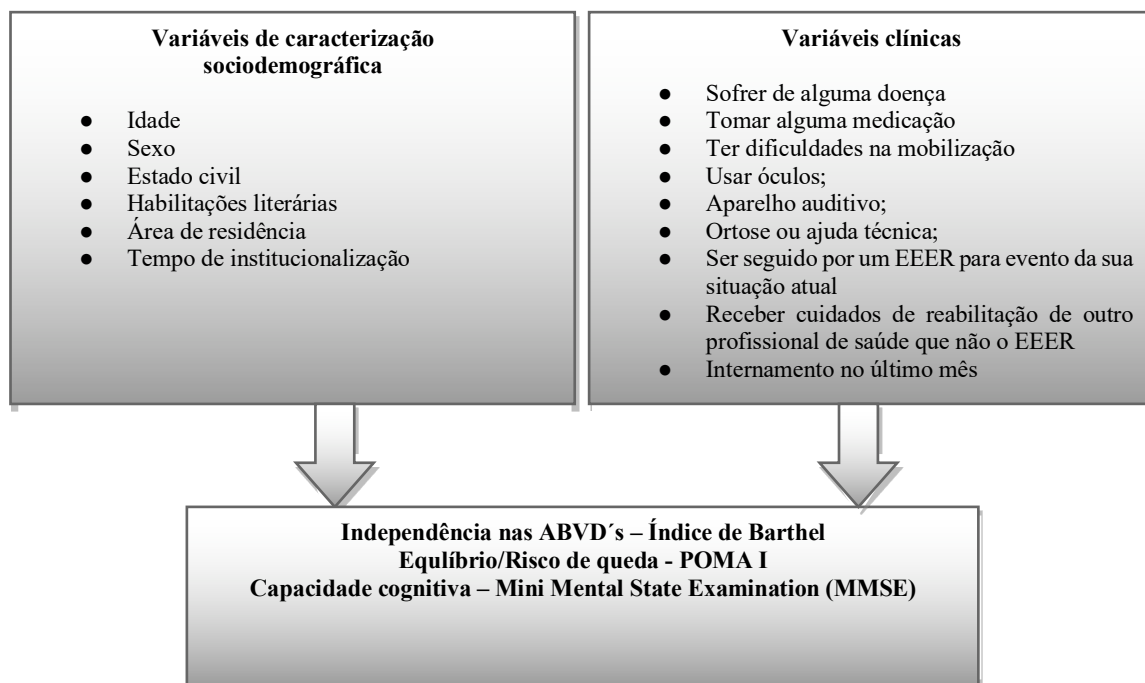 Variáveis de caracterização
sociodemográfica
● Idade
● Sexo
● Estado civil
● Habilitações literárias
● Área de residência
● Tempo de institucionalização
Variáveis clínicas
● Sofrer de alguma doença
● Tomar alguma medicação
● Ter dificuldades na mobilização
● Usar óculos;
● Aparelho auditivo;
● Ortose ou ajuda técnica;
● Ser seguido por um EEER para evento da sua
situação atual
● Receber cuidados de reabilitação de outro
profissional de saúde que não o EEER
● Internamento no último mês
Independência nas ABVD´s – Índice de Barthel
Equlíbrio/Risco de queda - POMA I
Capacidade cognitiva – Mini Mental State Examination (MMSE)